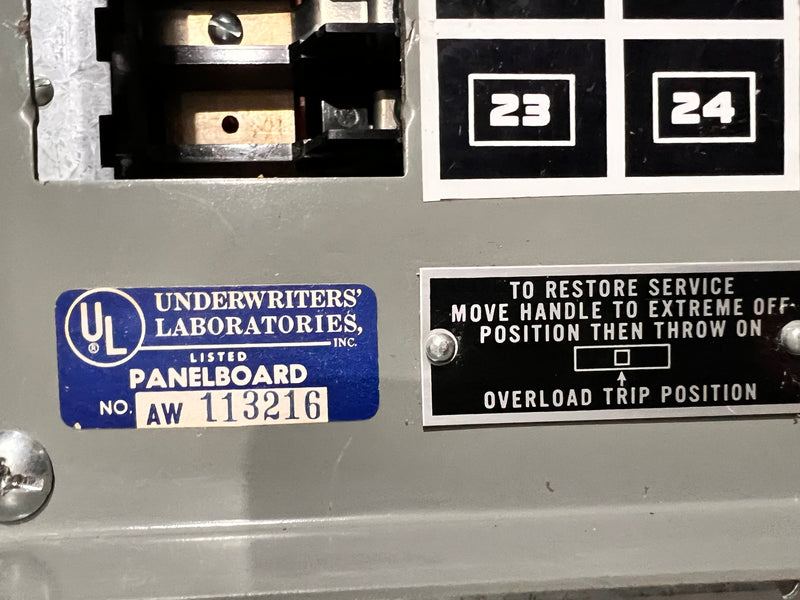 23 24
UL®
UNDERWRITERS'
LABORATORIES,
INC.
LISTED
PANELBOARD
NO. AW 113216
TO RESTORE SERVICE
MOVE HANDLE TO EXTREME OFF-
POSITION THEN THROW ON
OVERLOAD TRIP POSITION